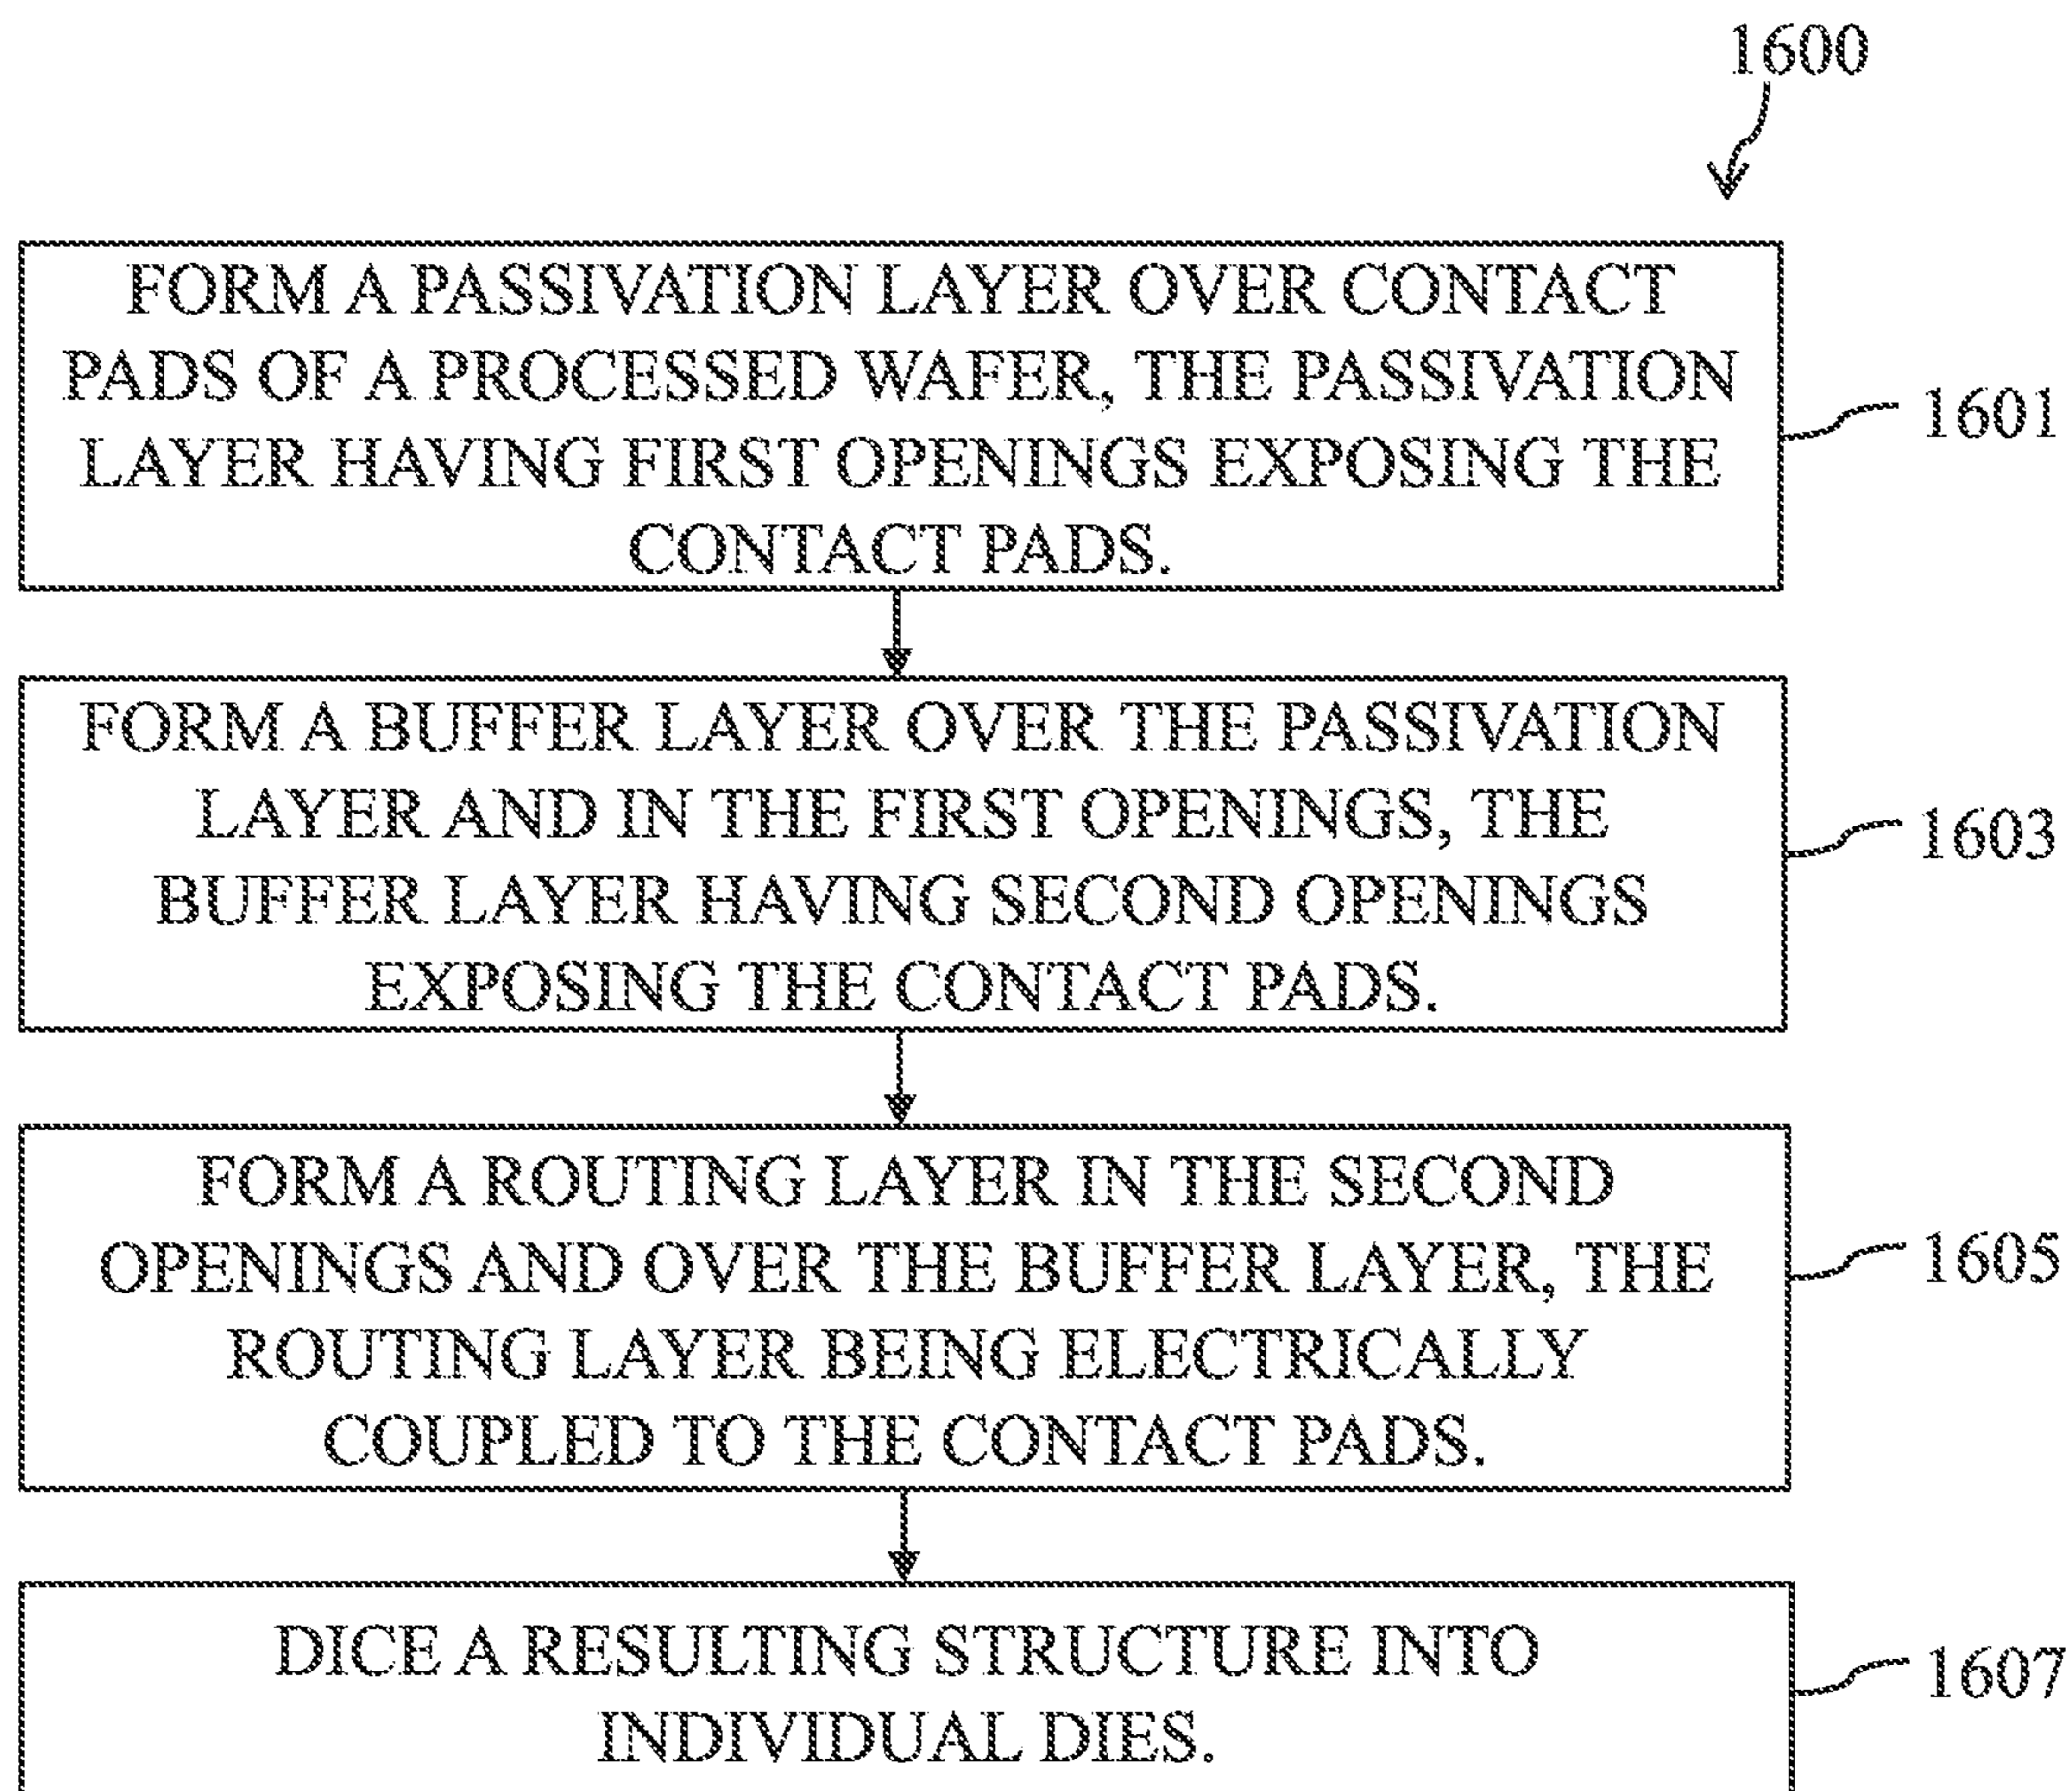 1600
FORM A PASSIVATION LAYER OVER CONTACT
PADS OF A PROCESSED WAFER, THE PASSIVATION
LAYER HAVING FIRST OPENINGS EXPOSING THE
CONTACT PADS.
1601
FORM A BUFFER LAYER OVER THE PASSIVATION
LAYER AND IN THE FIRST OPENINGS, THE
BUFFER LAYER HAVING SECOND OPENINGS
EXPOSING THE CONTACT PADS.
1603
FORM A ROUTING LAYER IN THE SECOND
OPENINGS AND OVER THE BUFFER LAYER, THE
ROUTING LAYER BEING ELECTRICALLY
COUPLED TO THE CONTACT PADS.
1605
DICE A RESULTING STRUCTURE INTO
INDIVIDUAL DIES.
1607